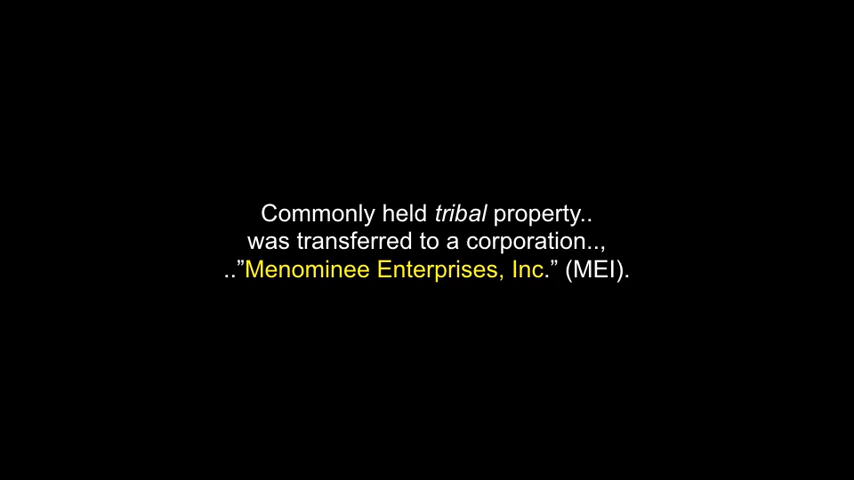 Commonly held tribal property..
was transferred to a corporation..,
..”Menominee Enterprises, Inc.” (MEI).